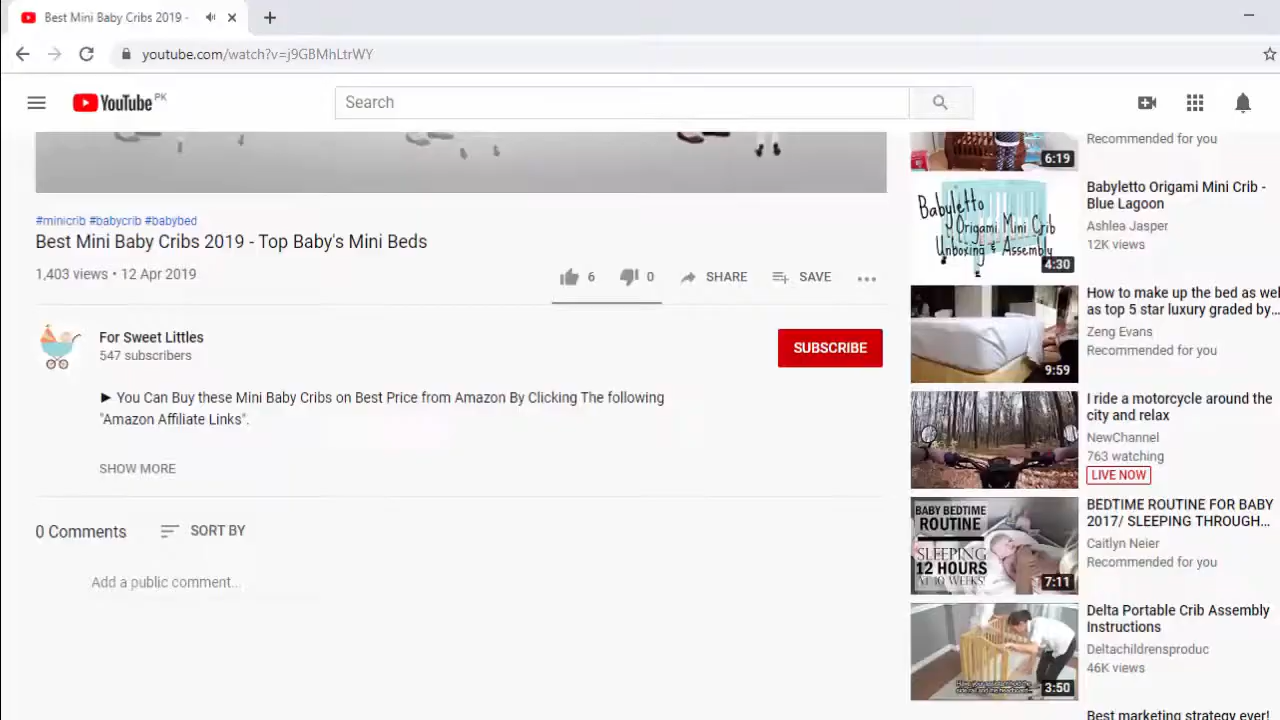 Best Mini Baby Cribs 2019 -
youtube.com/watch?v=j9GBMhLtrWY
YouTube PK
Search
6:19
Recommended for you
#minicrib #babycrib #babybed
Best Mini Baby Cribs 2019 - Top Baby's Mini Beds
1,403 views • 12 Apr 2019
6
0
SHARE
SAVE
For Sweet Littles
547 subscribers
SUBSCRIBE
► You Can Buy these Mini Baby Cribs on Best Price from Amazon By Clicking The following
"Amazon Affiliate Links".
SHOW MORE
0 Comments
SORT BY
Add a public comment...
Babyletto
Origami Mini Crib
Unboxing & Assembly
4:30
Babyletto Origami Mini Crib -
Blue Lagoon
Ashlea Jasper
12K views
9:59
How to make up the bed as well
as top 5 star luxury graded by...
Zeng Evans
Recommended for you
I ride a motorcycle around the
city and relax
NewChannel
763 watching
LIVE NOW
BABY BEDTIME
ROUTINE
SLEEPING
12 HOURS
AT 10 WEEKS!
7:11
BEDTIME ROUTINE FOR BABY
2017/ SLEEPING THROUGH...
Caitlyn Neier
Recommended for you
3:50
Delta Portable Crib Assembly
Instructions
Deltachildrensproduc
46K views
Best marketing strategy ever!